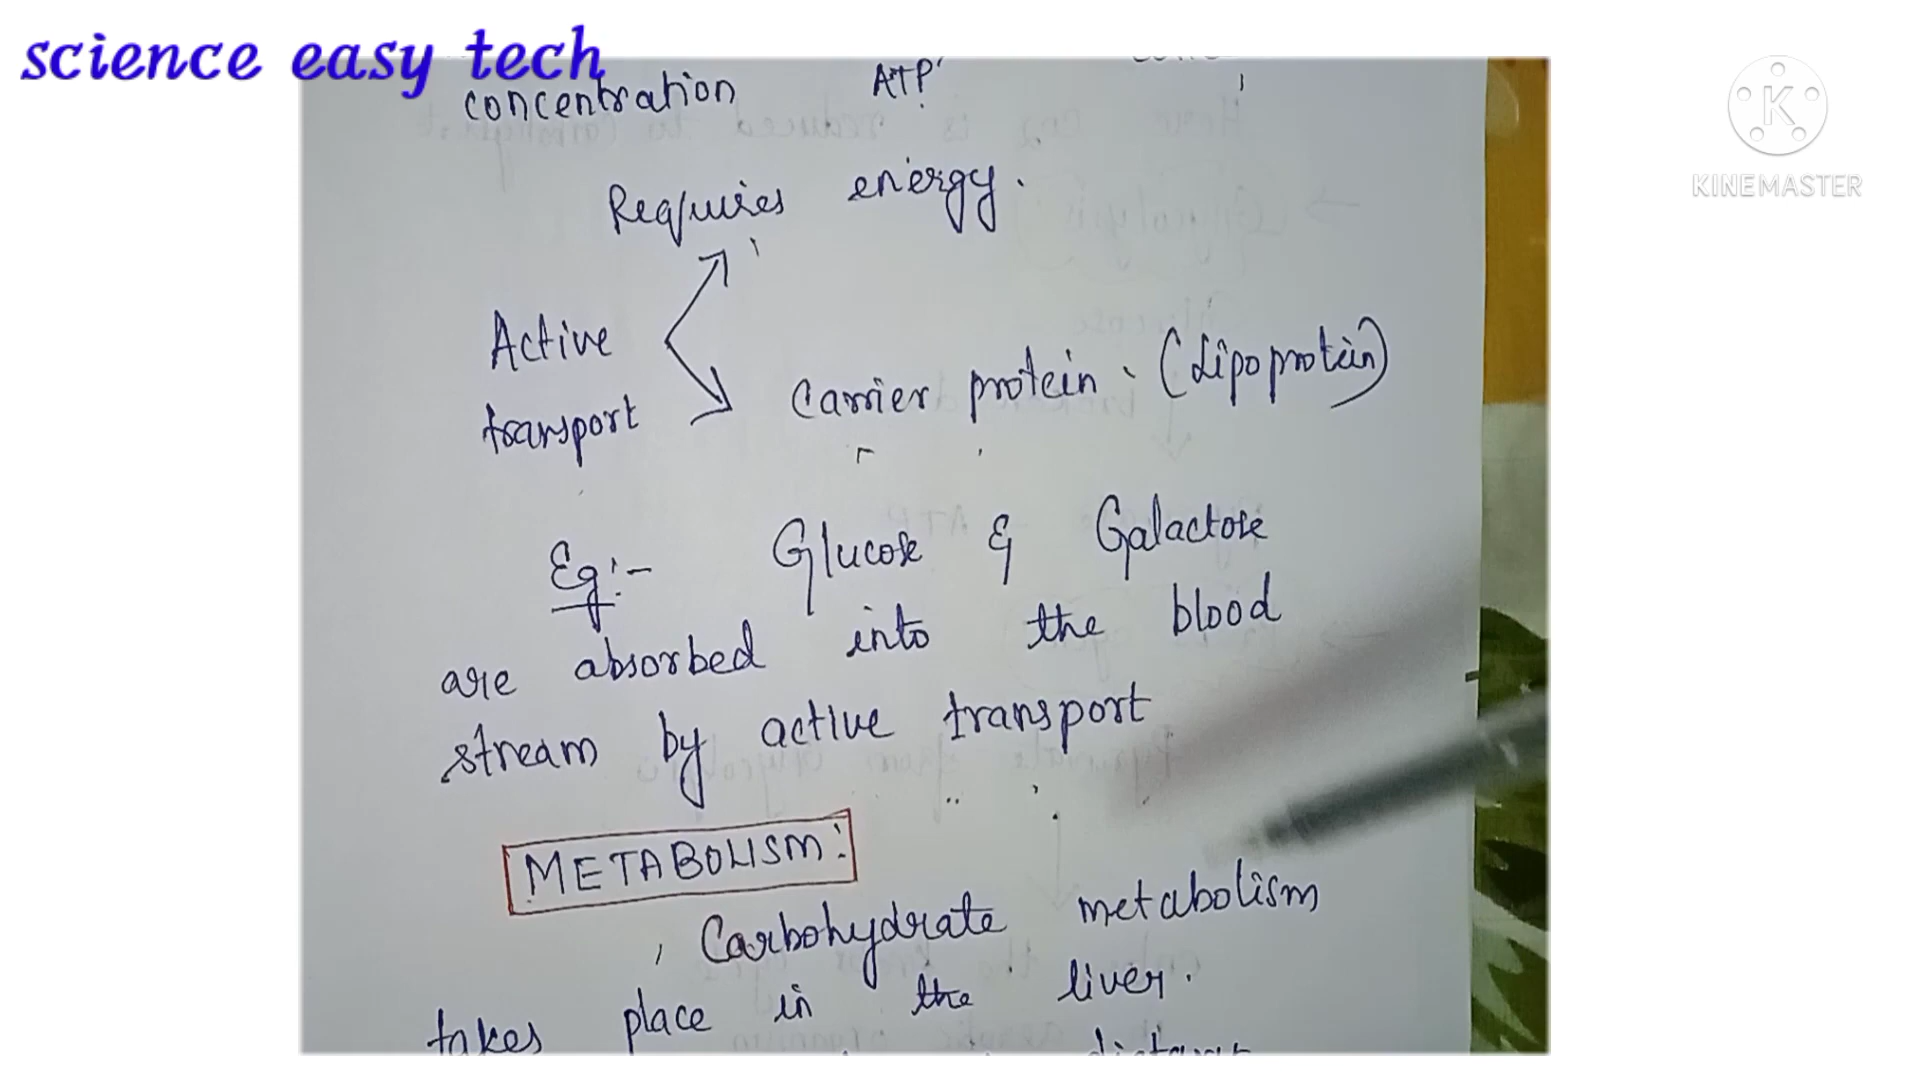 science easy tech
concentration ATP
KINEMASTER
Requires energy.
Active
transport
Carrier protein. (Lipoprotein)
Eg:- Glucose & Galactose
are absorbed into the blood
stream by active transport
METABOLISM:
Carbohydrate metabolism
takes place in the liver.